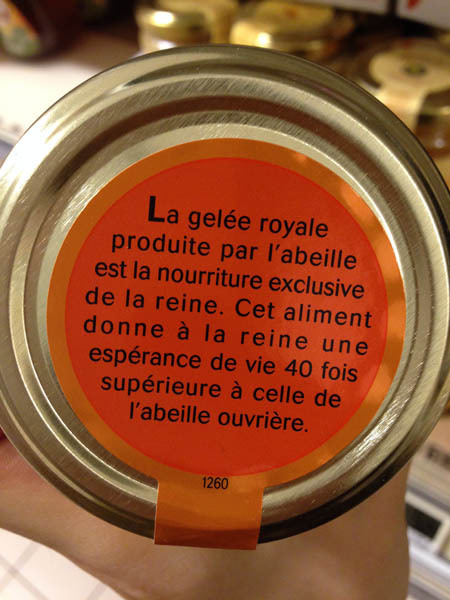 La gelée royale
produite par l'abeille
est la nourriture exclusive
de la reine. Cet aliment
donne à la reine une
espérance de vie 40 fois
supérieure à celle de
l'abeille ouvrière.
1260